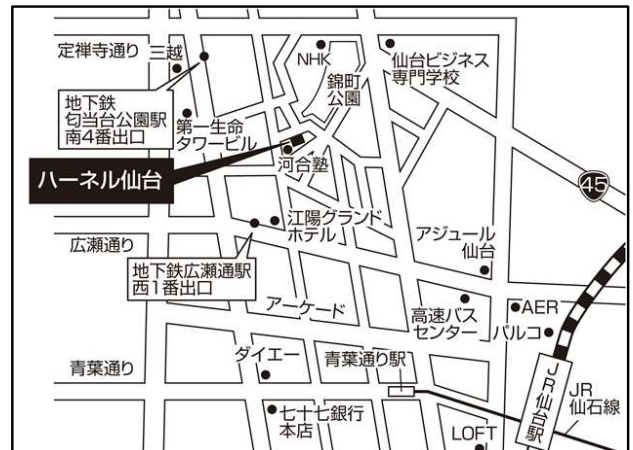 定禅寺通り
三越
NHK
仙台ビジネス
専門学校
錦町
公園
地下鉄
匂当台公園駅
南4番出口
第一生命
タワービル
河合塾
ハーネル仙台
45
江陽グランド
ホテル
アジュール
仙台
広瀬通り
地下鉄広瀬通駅
西1番出口
アーケード
高速バス
センター
AER
パルコ
ダイエー
青葉通り駅
青葉通り
JR仙台駅
JR
仙石線
七十七銀行
本店
LOFT